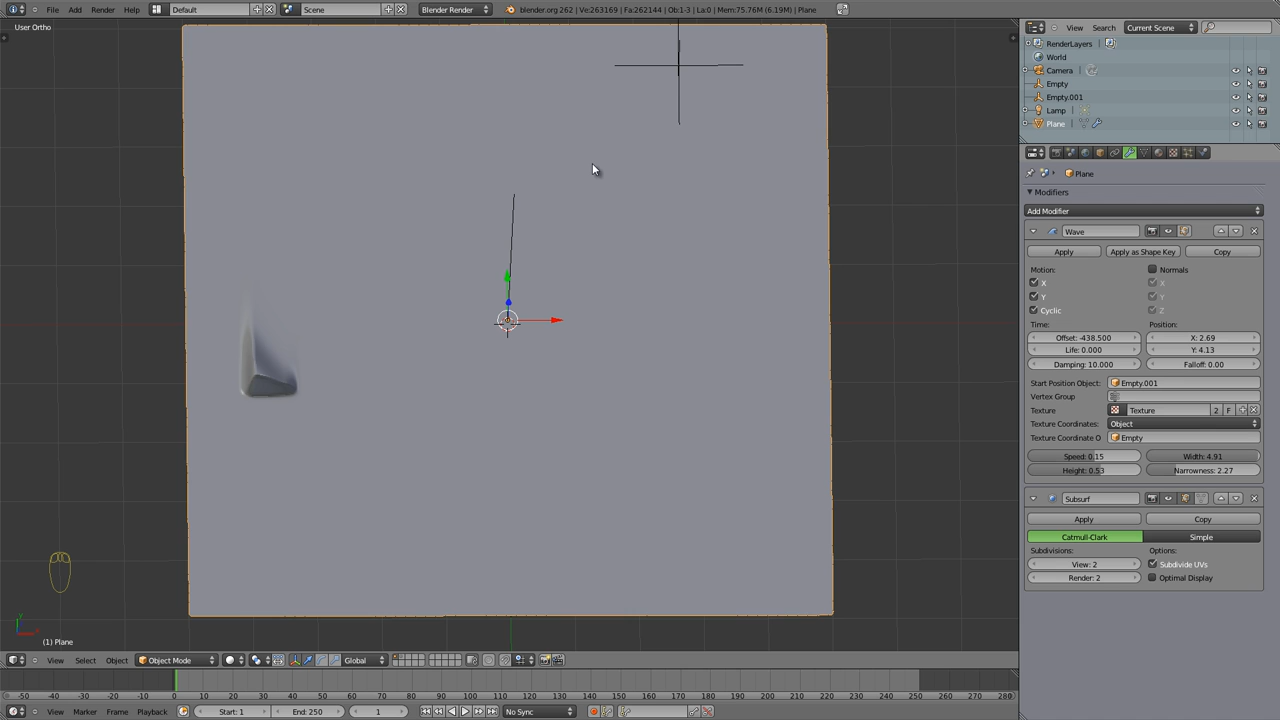 File Add Render Help Default Scene Blender Render blender.org 262 | Ve:263169 | Fa:262144 | Ob:1-3 | La:0 | Mem:75.76M (6.19M) | Plane
User Ortho
View Search Current Scene
RenderLayers
World
Camera
Empty
Empty.001
Lamp
Plane
Plane
Modifiers
Add Modifier
Wave
Apply Apply as Shape Key Copy
Motion: Normals
X X
Y Y
Cyclic Z
Time: Position:
Offset: -438.500 X: 2.69
Life: 0.000 Y: 4.13
Damping: 10.000 Falloff: 0.00
Start Position Object: Empty.001
Vertex Group
Texture Texture 2 F
Texture Coordinates: Object
Texture Coordinate O Empty
Speed: 0.15 Width: 4.91
Height: 0.53 Narrowness: 2.27
Subsurf
Apply Copy
Catmull-Clark Simple
Subdivisions: Options:
View: 2 Subdivide UVs
Render: 2 Optimal Display
(1) Plane
View Select Object Object Mode Global
-50 -40 -30 -20 -10 0 10 20 30 40 50 60 70 80 90 100 110 120 130 140 150 160 170 180 190 200 210 220 230 240 250 260 270 280
View Marker Frame Playback Start: 1 End: 250 1 No Sync